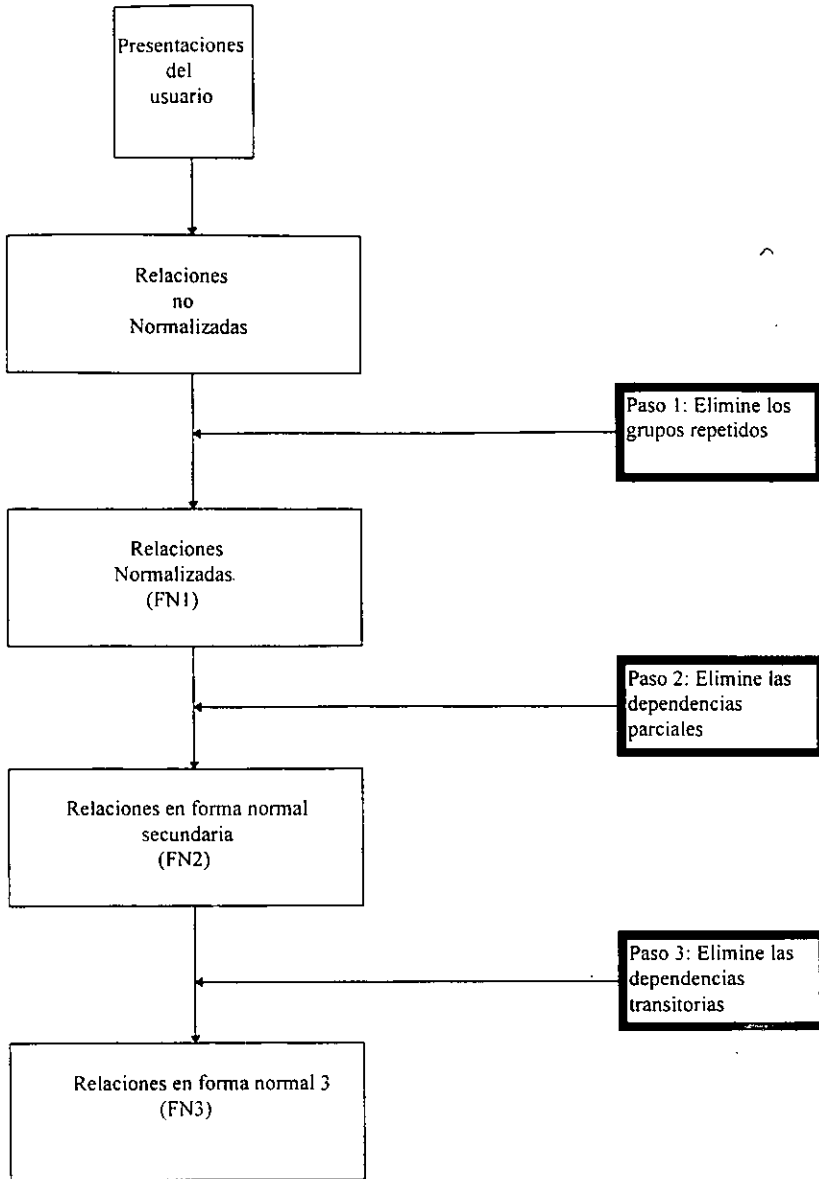 Presentaciones
del
usuario
Relaciones
no
Normalizadas
Paso 1: Elimine los
grupos repetidos
Relaciones
Normalizadas.
(FN1)
Paso 2: Elimine las
dependencias
parciales
Relaciones en forma normal
secundaria
(FN2)
Paso 3: Elimine las
dependencias
transitorias
Relaciones en forma normal 3
(FN3)